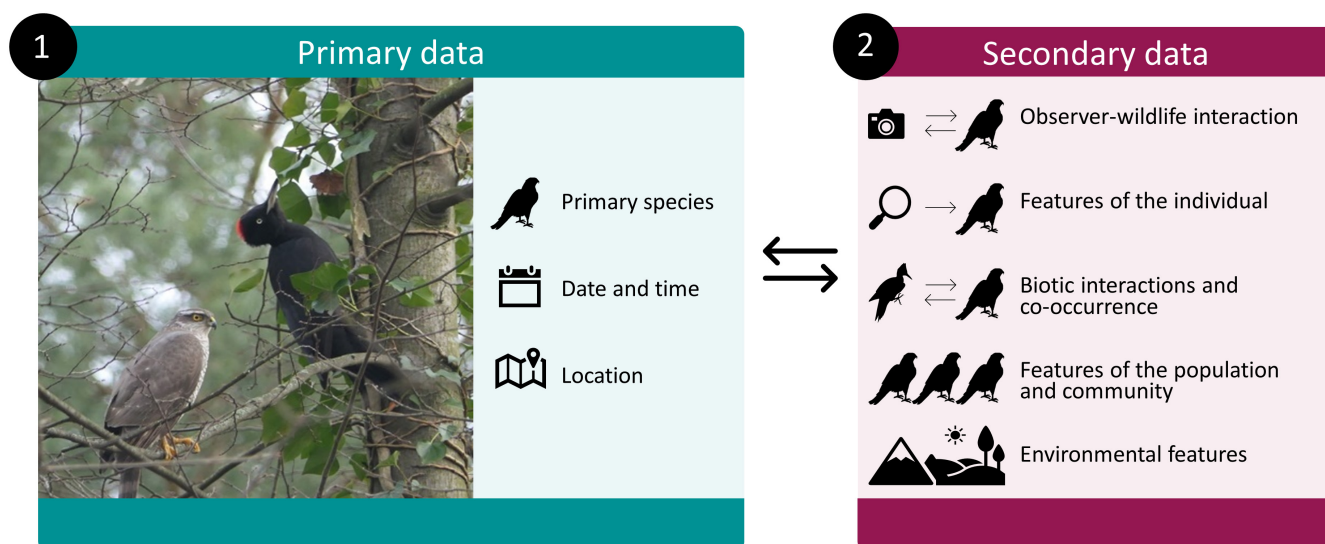 1
Primary data
Primary species
Date and time
Location
2
Secondary data
Observer-wildlife interaction
Features of the individual
Biotic interactions and
co-occurrence
Features of the population
and community
Environmental features